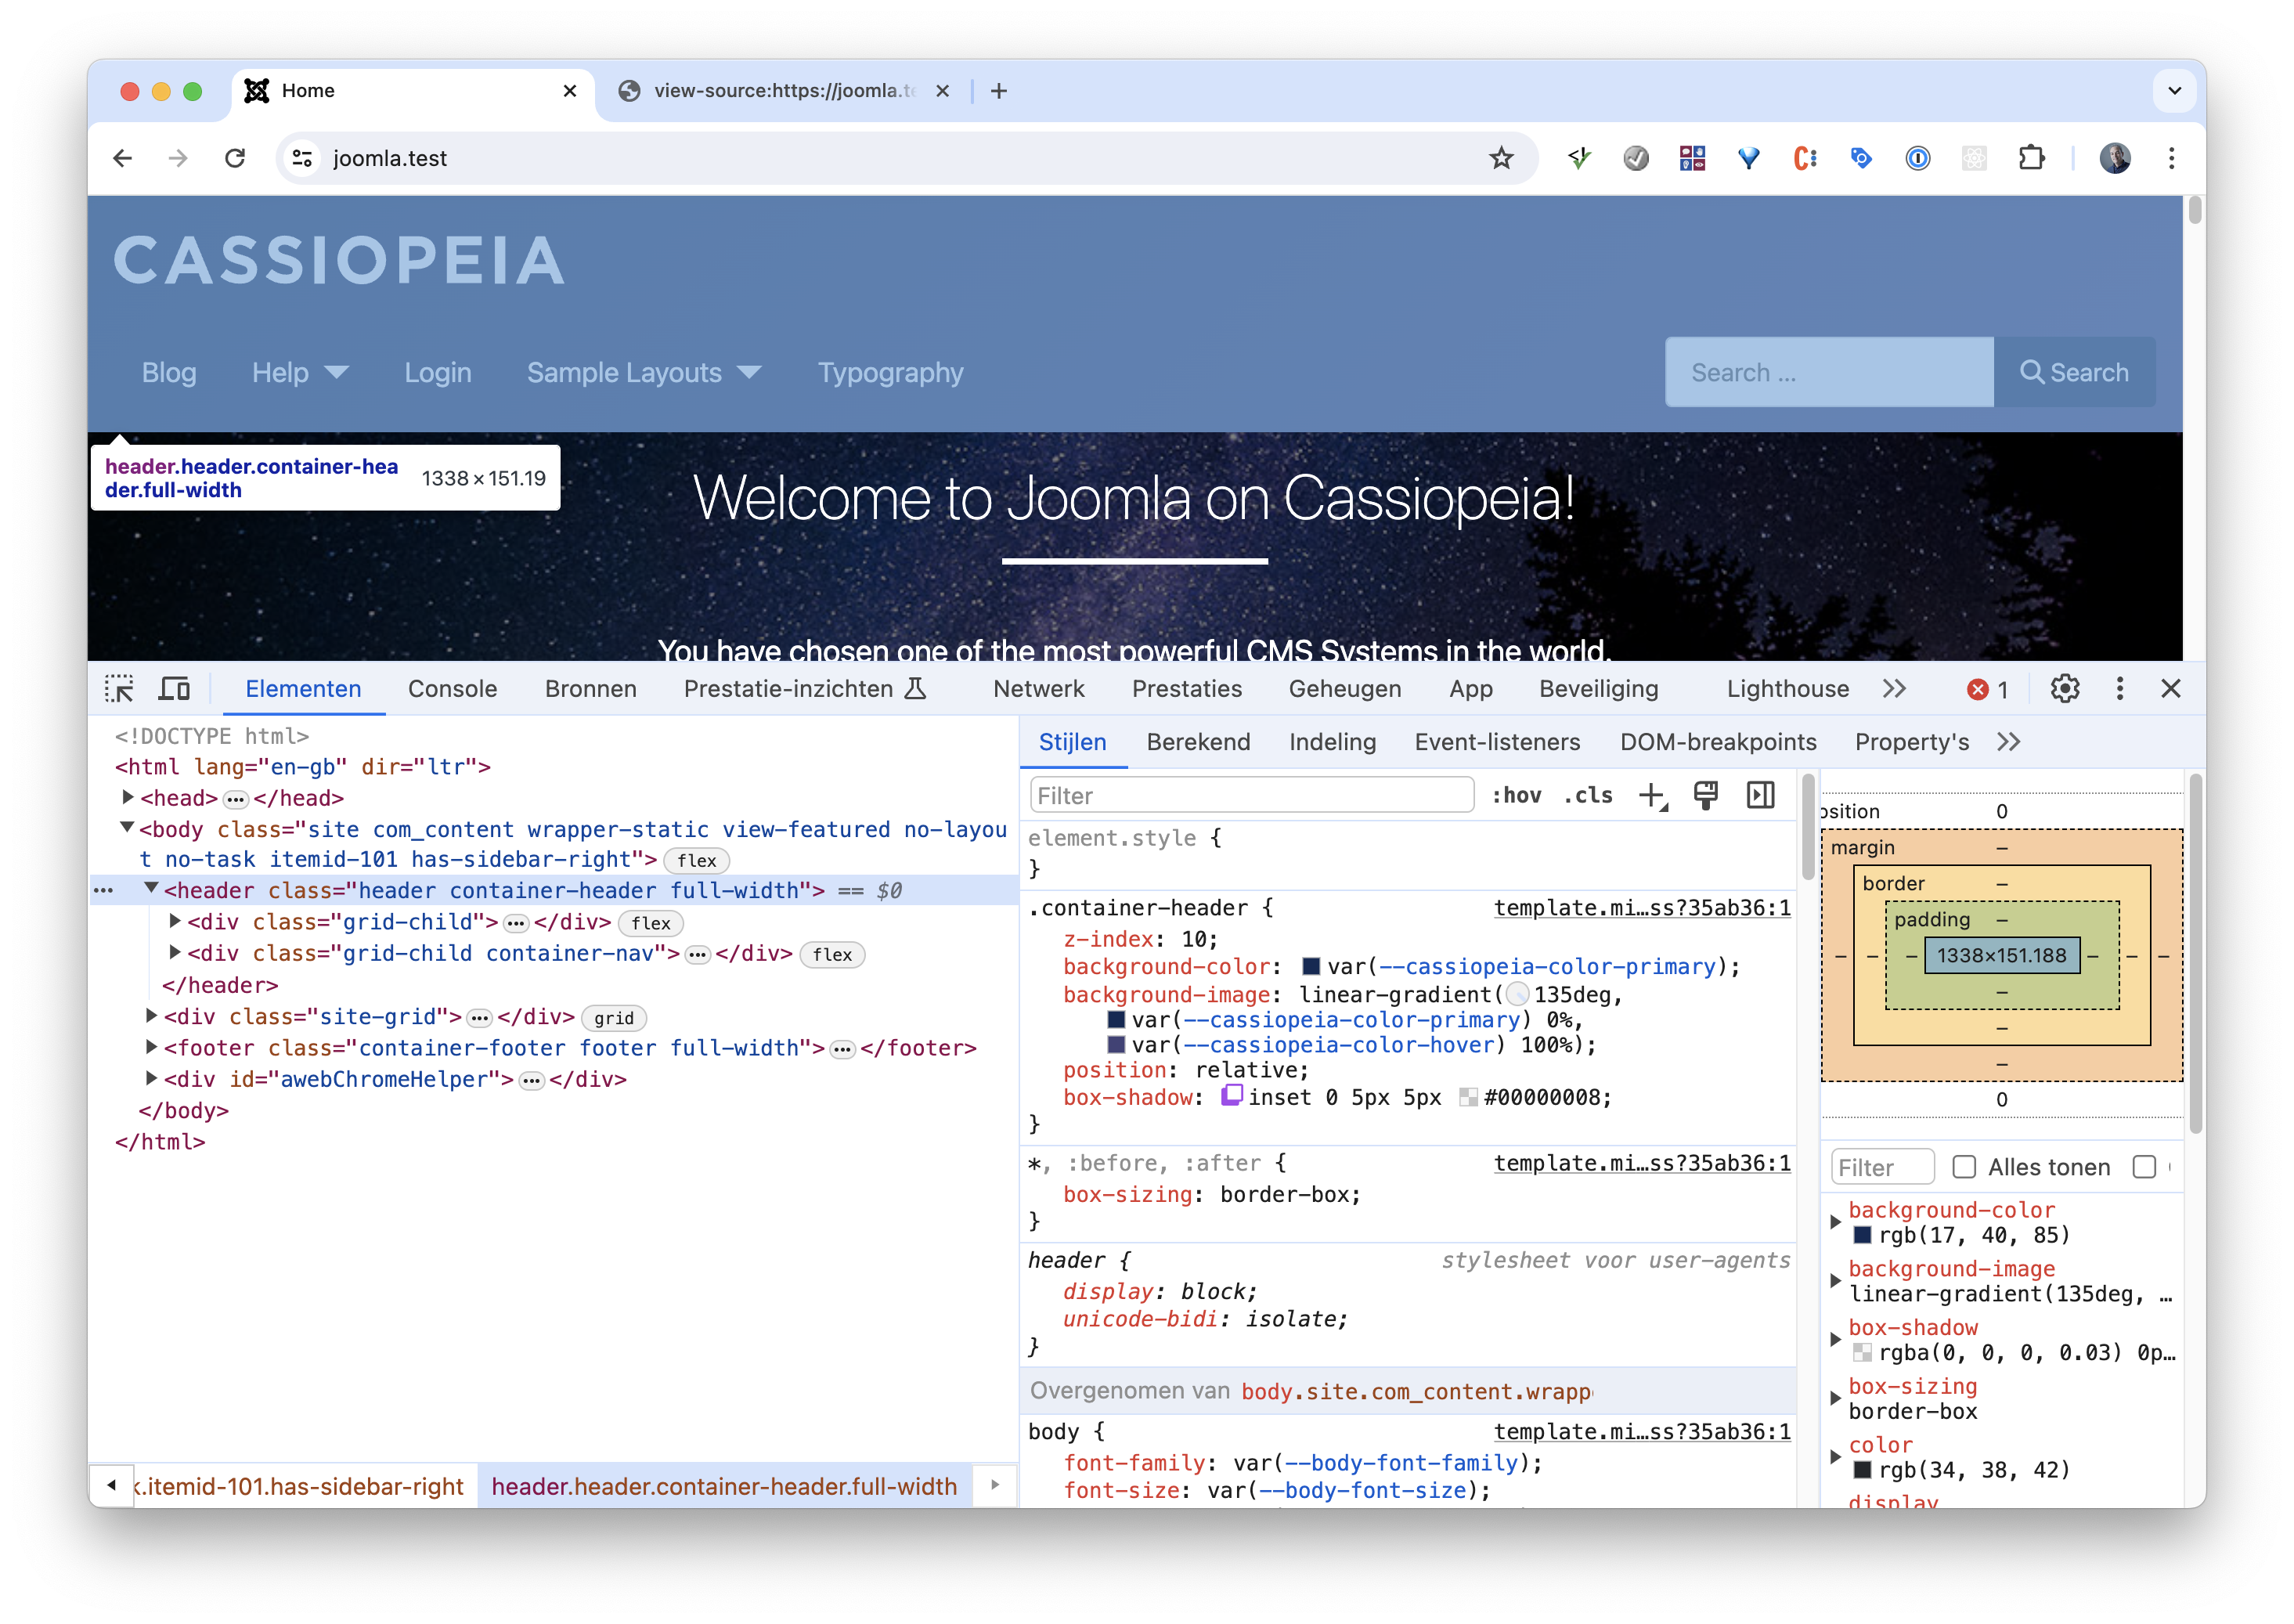 Home
view-source:https://joomla.te
joomla.test
CASSIOPEIA
Blog Help Login Sample Layouts Typography
Search ...
Search
header.header.container-hea
der.full-width
1338 × 151.19
Welcome to Joomla on Cassiopeia!
You have chosen one of the most powerful CMS Systems in the world.
Elementen Console Bronnen Prestatie-inzichten Netwerk Prestaties Geheugen App Beveiliging Lighthouse 1
<!DOCTYPE html>
<html lang="en-gb" dir="ltr">
<head> ••• </head>
<body class="site com_content wrapper-static view-featured no-layou
t no-task itemid-101 has-sidebar-right"> flex
••• <header class="header container-header full-width"> == $0
<div class="grid-child"> ••• </div> flex
<div class="grid-child container-nav"> ••• </div> flex
</header>
<div class="site-grid"> ••• </div> grid
<footer class="container-footer footer full-width"> ••• </footer>
<div id="awebChromeHelper"> ••• </div>
</body>
</html>
k.itemid-101.has-sidebar-right header.header.container-header.full-width
Stijlen Berekend Indeling Event-listeners DOM-breakpoints Property's
Filter :hov .cls
element.style {
}
.container-header { template.mi…ss?35ab36:1
z-index: 10;
background-color: var(--cassiopeia-color-primary);
background-image: linear-gradient(135deg,
var(--cassiopeia-color-primary) 0%,
var(--cassiopeia-color-hover) 100%);
position: relative;
box-shadow: inset 0 5px 5px #00000008;
}
*, :before, :after { template.mi…ss?35ab36:1
box-sizing: border-box;
}
header { stylesheet voor user-agents
display: block;
unicode-bidi: isolate;
}
Overgenomen van body.site.com_content.wrapp
body { template.mi…ss?35ab36:1
font-family: var(--body-font-family);
font-size: var(--body-font-size);
osition 0
margin –
border –
padding –
– – – 1338×151.188 – – –
–
–
–
0
Filter Alles tonen
background-color
rgb(17, 40, 85)
background-image
linear-gradient(135deg, …
box-shadow
rgba(0, 0, 0, 0.03) 0p…
box-sizing
border-box
color
rgb(34, 38, 42)
display